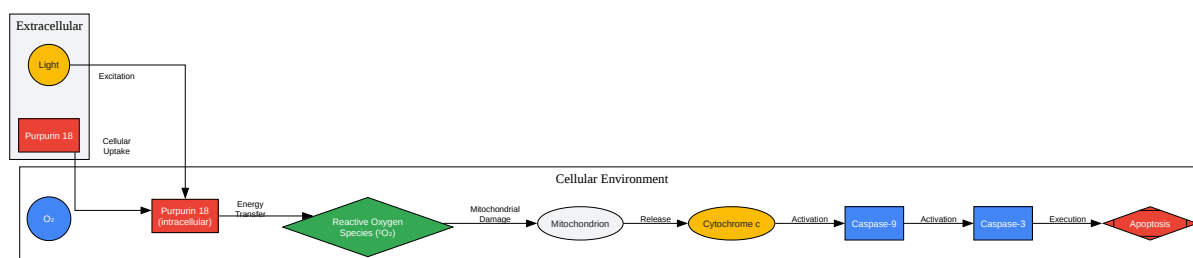 Extracellular
Light
Excitation
Purpurin 18
Cellular
Uptake
Cellular Environment
O₂
Purpurin 18
(intracellular)
Energy
Transfer
Reactive Oxygen
Species (¹O₂)
Mitochondrial
Damage
Mitochondrion
Release
Cytochrome c
Activation
Caspase-9
Activation
Caspase-3
Execution
Apoptosis